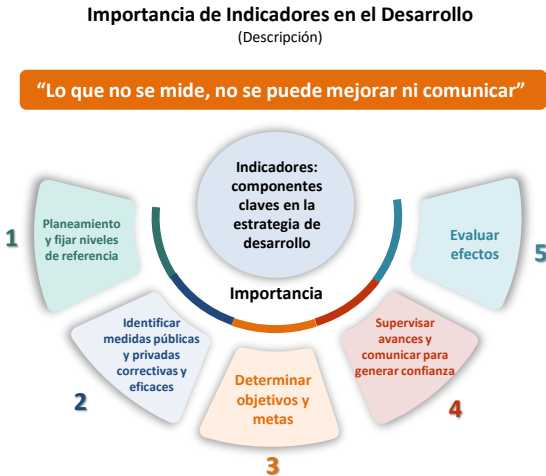 Importancia de Indicadores en el Desarrollo
(Descripción)
“Lo que no se mide, no se puede mejorar ni comunicar”
Indicadores:
componentes
claves en la
estrategia de
desarrollo
Importancia
1
Planeamiento
y fijar niveles
de referencia
2
Identificar
medidas públicas
y privadas
correctivas y
eficaces
3
Determinar
objetivos y
metas
4
Supervisar
avances y
comunicar para
generar confianza
5
Evaluar
efectos